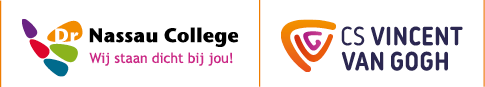 Dr Nassau College
Wij staan dicht bij jou!
CS VINCENT
VAN GOGH